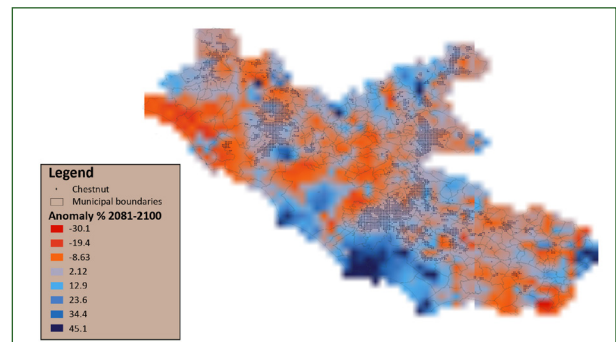 Legend
Chestnut
Municipal boundaries
Anomaly % 2081-2100
-30.1
-19.4
-8.63
2.12
12.9
23.6
34.4
45.1